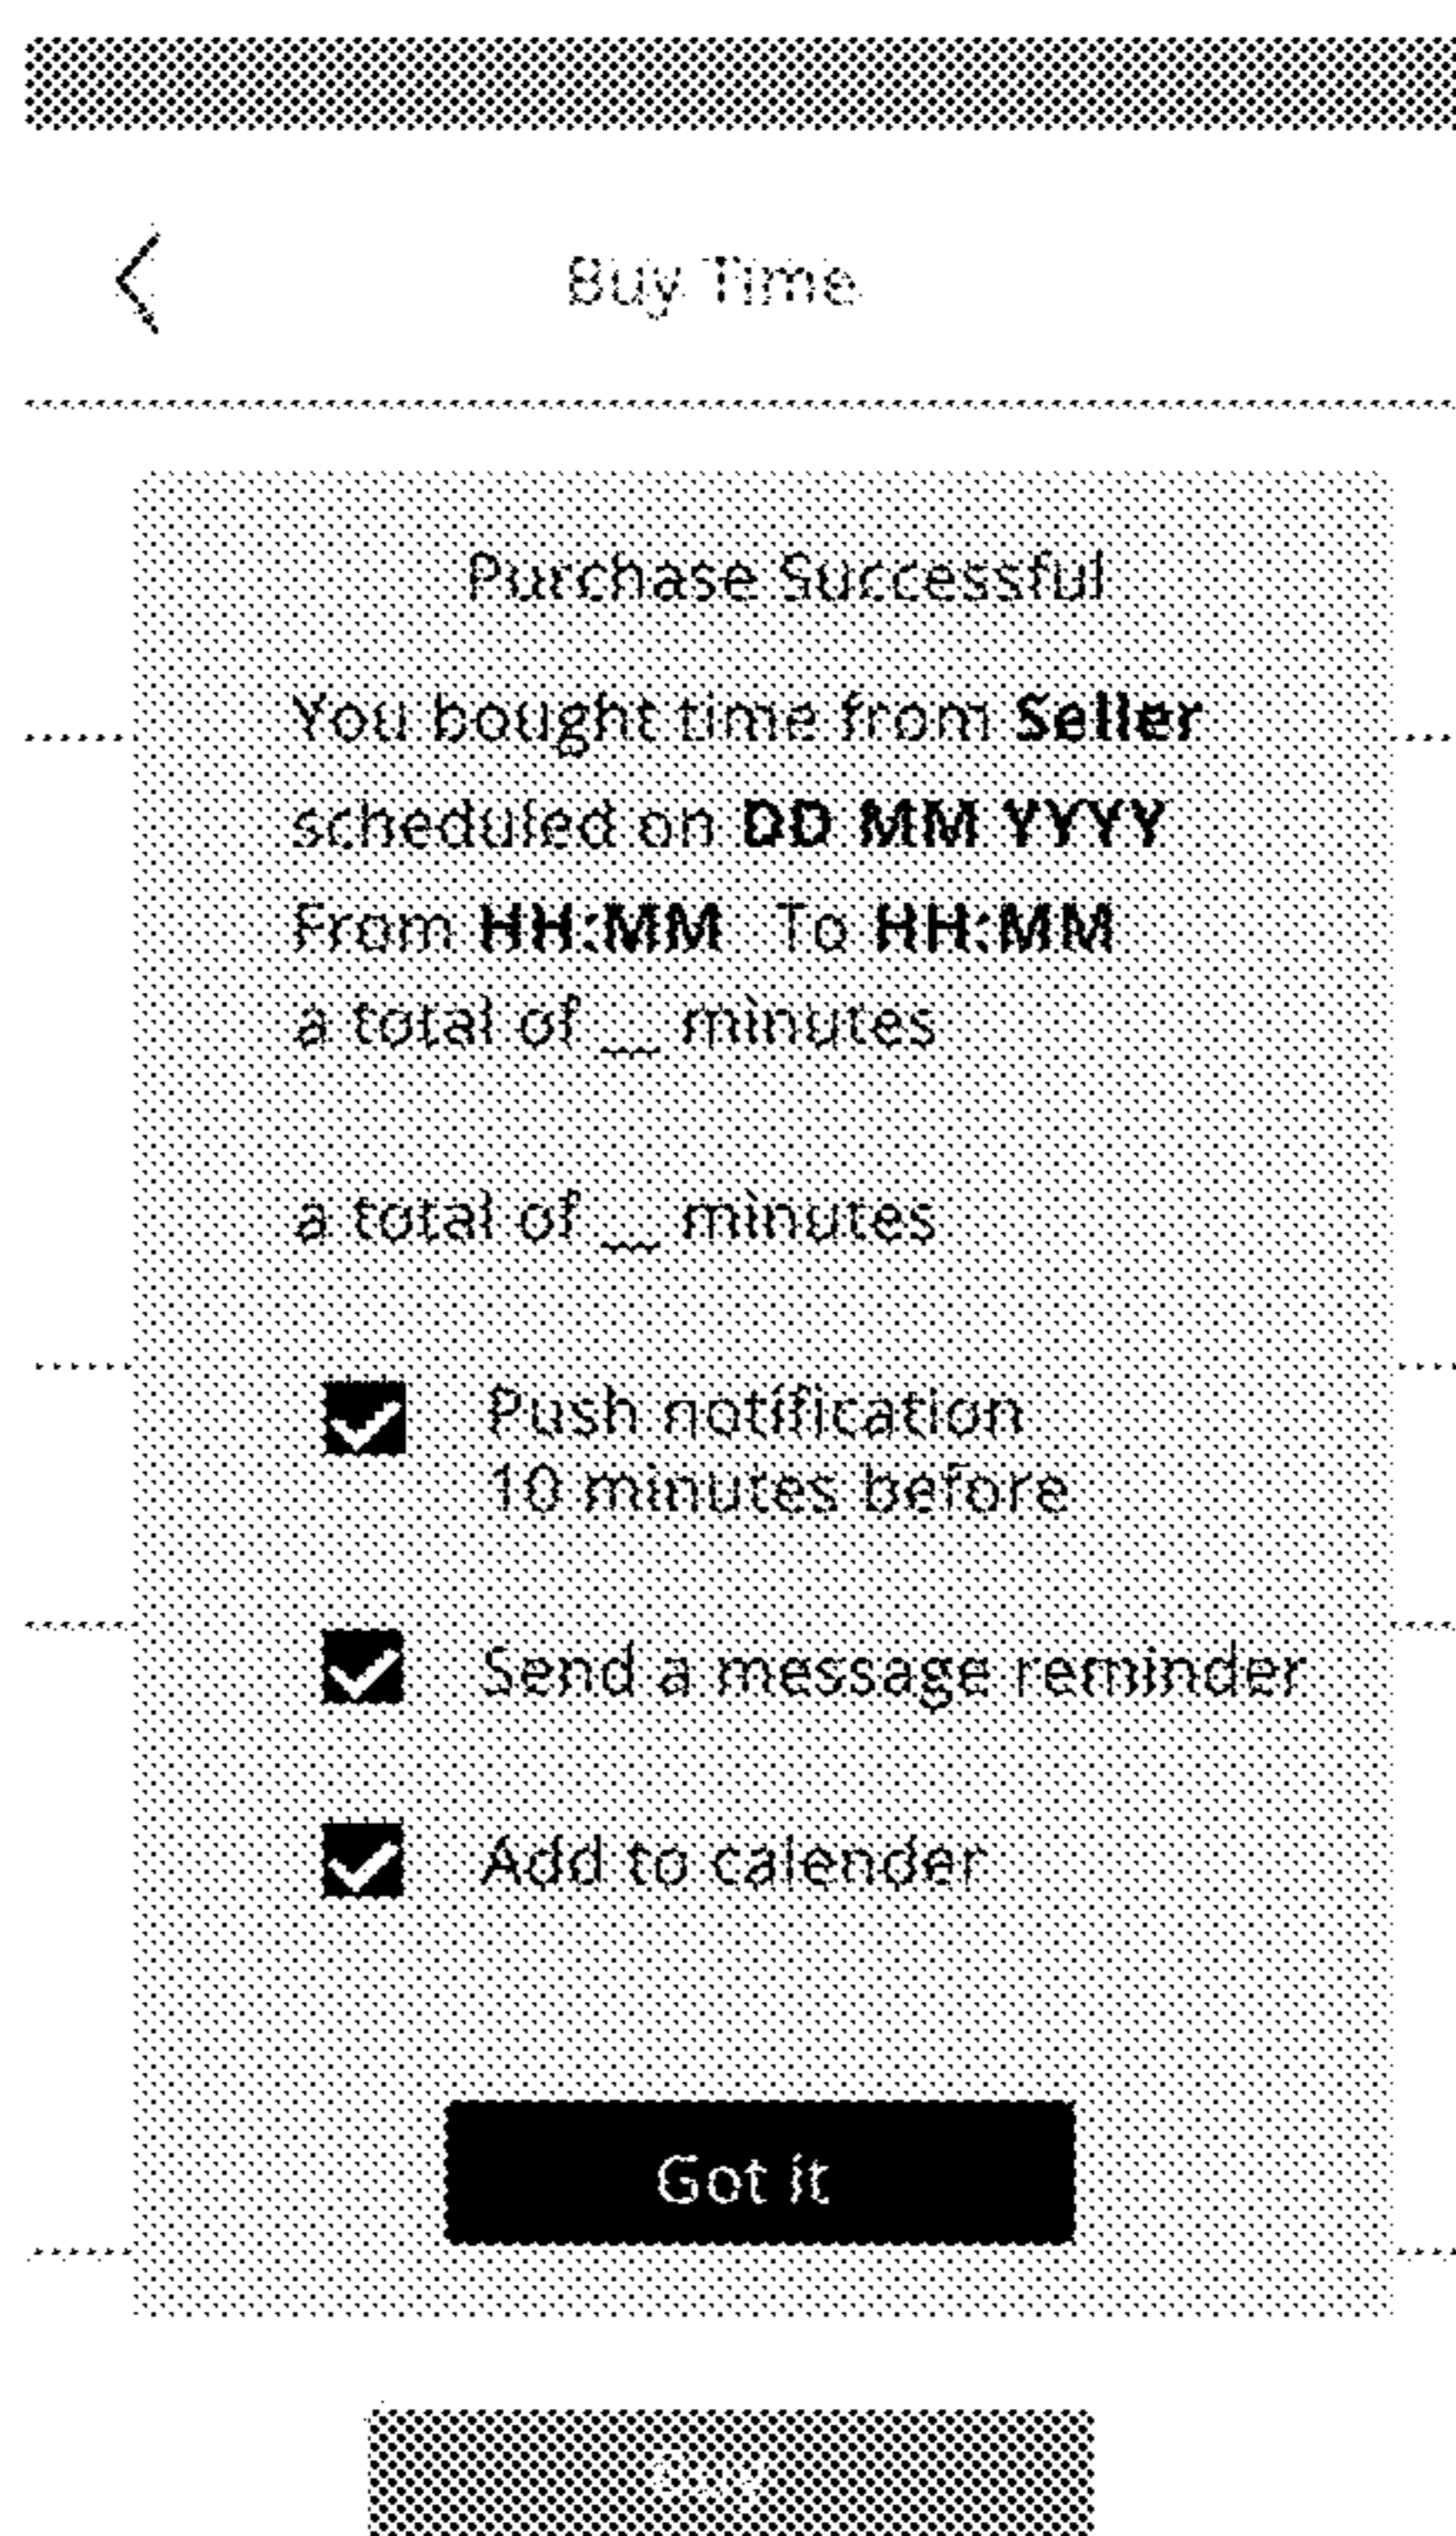 Buy Time
Purchase Successful
You bought time from Seller
scheduled on DD MM YYYY
From HH:MM To HH:MM
a total of __ minutes
a total of __ minutes
Push notification
10 minutes before
Send a message reminder
Add to calender
Got it